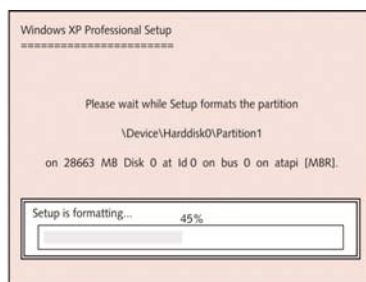 Windows XP Professional Setup
========================
Please wait while Setup formats the partition
\Device\Harddisk0\Partition1
on 28663 MB Disk 0 at Id 0 on bus 0 on atapi [MBR].
Setup is formatting...
45%